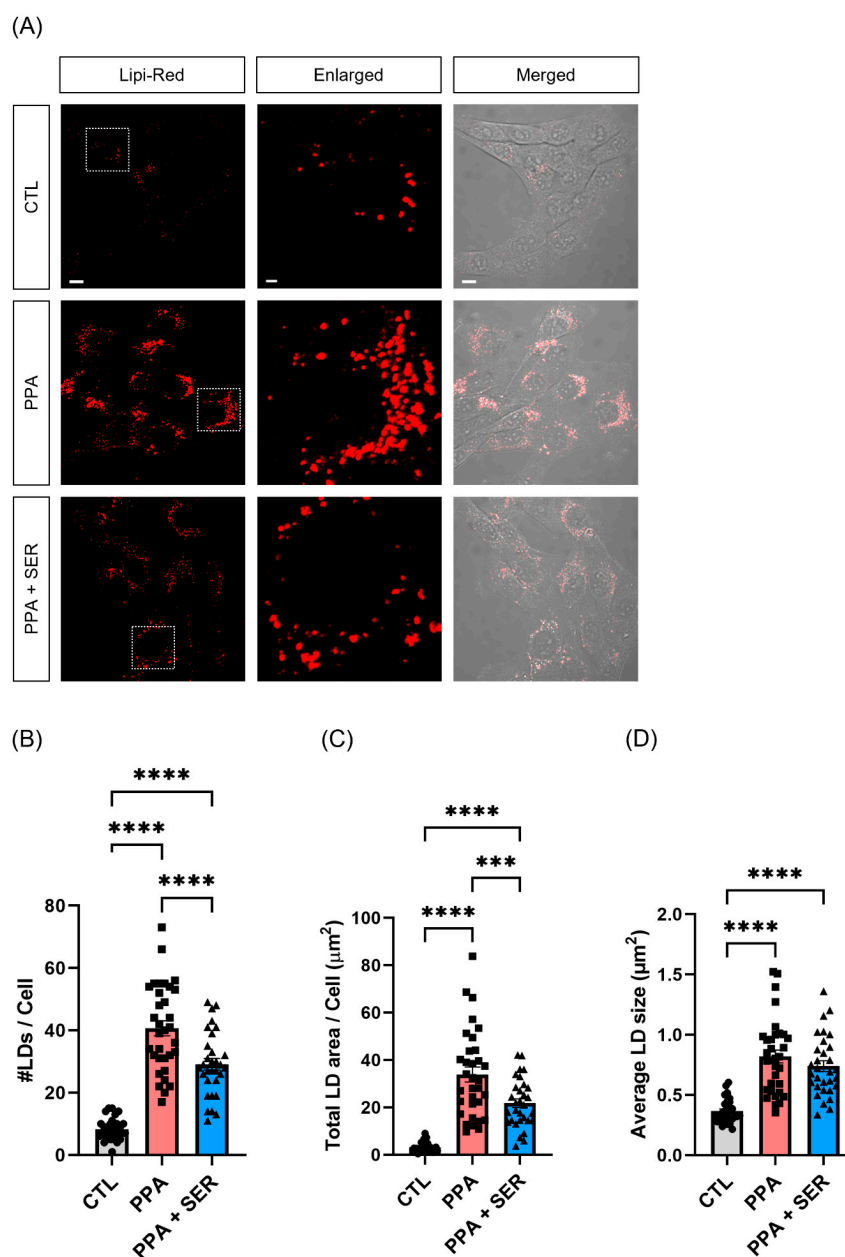 (A)
Lipi-Red
Enlarged
Merged
CTL
PPA
PPA + SER
(B)
****
****
****
#LDs / Cell
80
60
40
20
0
CTL
PPA
PPA + SER
(C)
****
***
****
Total LD area / Cell (μm²)
100
80
60
40
20
0
CTL
PPA
PPA + SER
(D)
****
****
Average LD size (μm²)
2.0
1.5
1.0
0.5
0.0
CTL
PPA
PPA + SER